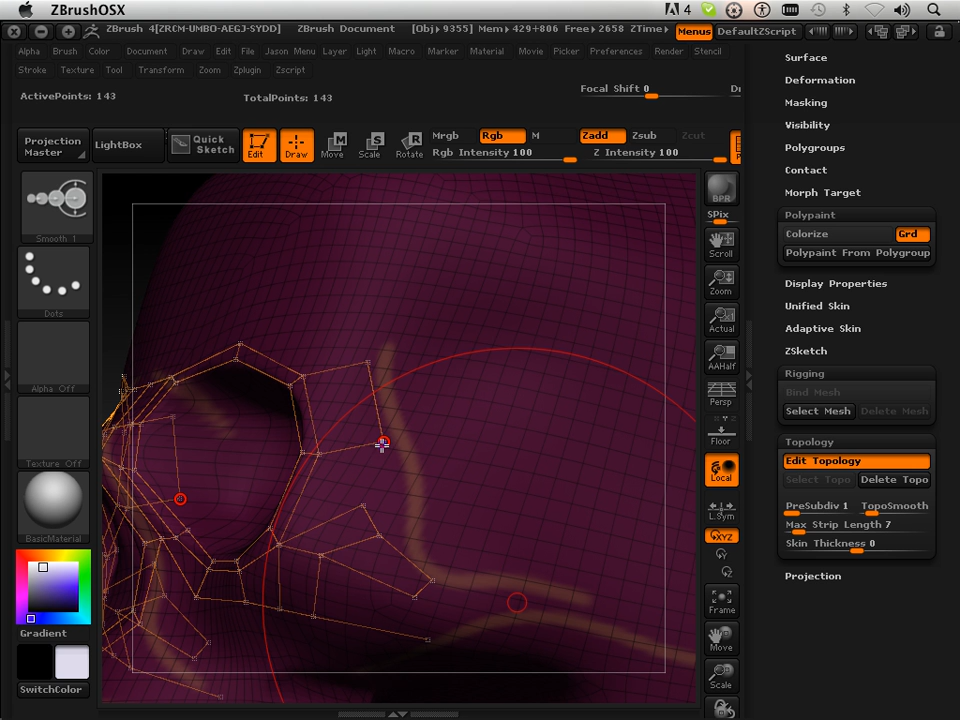 ZBrushOSX
4
ZBrush 4[ZRCM-UMBO-AEGJ-SYDD] ZBrush Document [Obj▪9355] Mem▪429+806 Free▪2658 ZTime▪
Menus
DefaultZScript
Alpha Brush Color Document Draw Edit File Jason Menu Layer Light Macro Marker Material Movie Picker Preferences Render Stencil
Stroke Texture Tool Transform Zoom Zplugin Zscript
ActivePoints: 143
TotalPoints: 143
Focal Shift 0
Projection
Master
LightBox
Quick
Sketch
Edit
Draw
Move
Scale
Rotate
Mrgb Rgb M
Rgb Intensity 100
Zadd Zsub Zcut
Z Intensity 100
Smooth 1
Dots
Alpha Off
Texture Off
BasicMaterial
Gradient
SwitchColor
BPR
SPix
Scroll
Zoom
Actual
AAHalf
Persp
Floor
Local
L.Sym
XYZ
Y
Z
Frame
Move
Scale
Surface
Deformation
Masking
Visibility
Polygroups
Contact
Morph Target
Polypaint
Colorize Grd
Polypaint From Polygroup
Display Properties
Unified Skin
Adaptive Skin
ZSketch
Rigging
Bind Mesh
Select Mesh Delete Mesh
Topology
Edit Topology
Select Topo Delete Topo
PreSubdiv 1 TopoSmooth
Max Strip Length 7
Skin Thickness 0
Projection